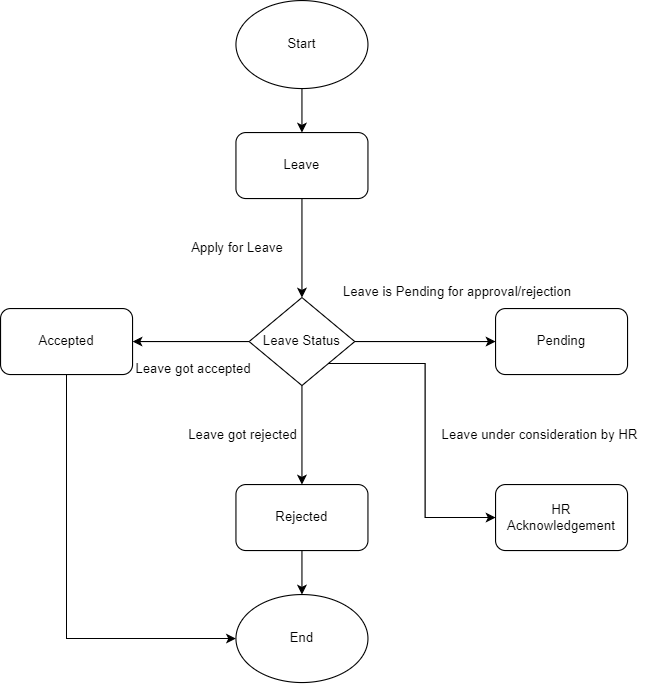 Start
Leave
Apply for Leave
Leave is Pending for approval/rejection
Accepted
Leave Status
Pending
Leave got accepted
Leave got rejected
Leave under consideration by HR
Rejected
HR
Acknowledgement
End